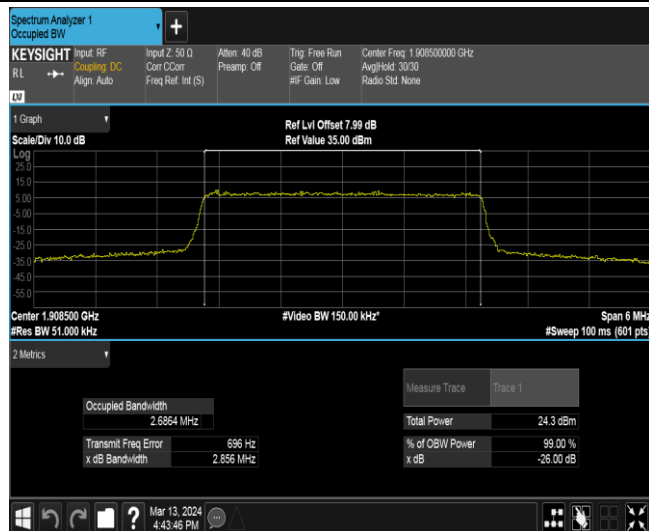 Spectrum Analyzer 1
Occupied BW
+
KEYSIGHT
RL
LXI
Input: RF
Coupling: DC
Align: Auto
Input Z: 50 Ω
Corr CCorr
Freq Ref: Int (S)
Atten: 40 dB
Preamp: Off
Trig: Free Run
Gate: Off
#IF Gain: Low
Center Freq: 1.908500000 GHz
Avg|Hold: 30/30
Radio Std: None
1 Graph
Scale/Div 10.0 dB
Ref Lvl Offset 7.99 dB
Ref Value 35.00 dBm
Log
25.0
15.0
5.00
-5.00
-15.0
-25.0
-35.0
-45.0
-55.0
Center 1.908500 GHz
#Res BW 51.000 kHz
#Video BW 150.00 kHz*
Span 6 MHz
#Sweep 100 ms (601 pts)
2 Metrics
Measure Trace Trace 1
Occupied Bandwidth
2.6864 MHz
Total Power 24.3 dBm
Transmit Freq Error 696 Hz
% of OBW Power 99.00 %
x dB Bandwidth 2.856 MHz
x dB -26.00 dB
?
Mar 13, 2024
4:43:46 PM